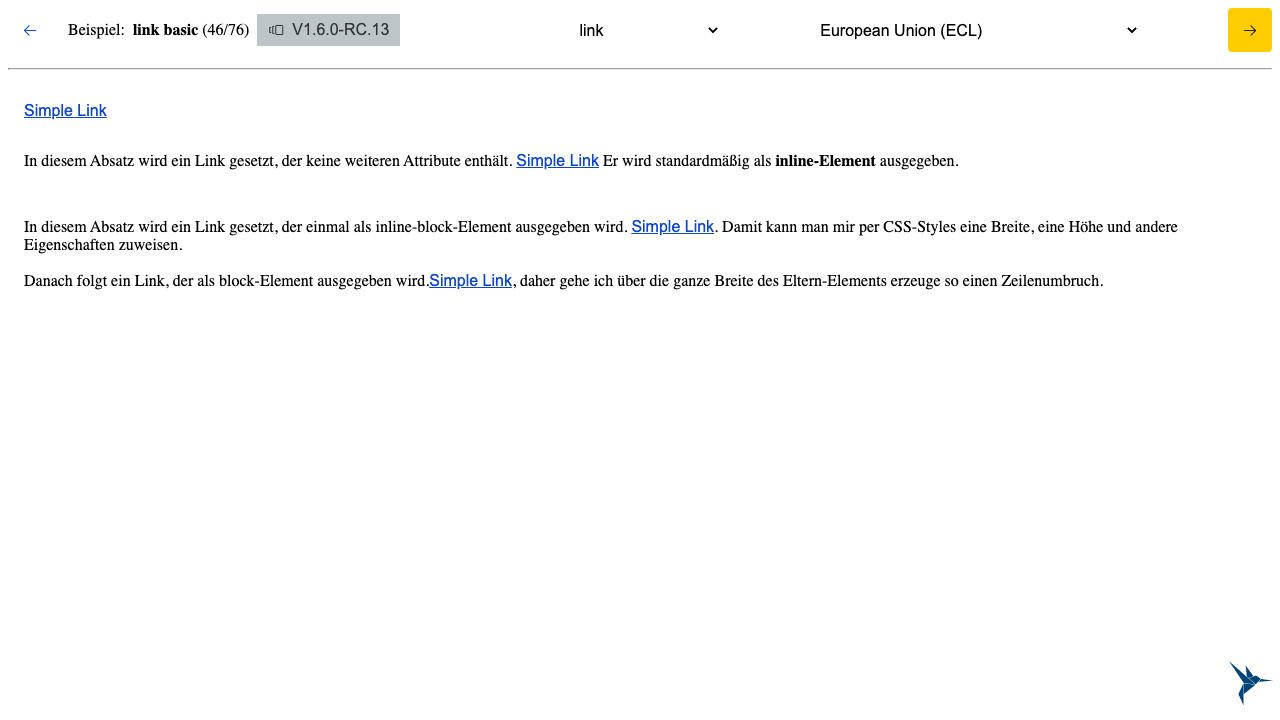 Beispiel: link basic (46/76) V1.6.0-RC.13 link European Union (ECL)
Simple Link
In diesem Absatz wird ein Link gesetzt, der keine weiteren Attribute enthält. Simple Link Er wird standardmäßig als inline-Element ausgegeben.
In diesem Absatz wird ein Link gesetzt, der einmal als inline-block-Element ausgegeben wird. Simple Link. Damit kann man mir per CSS-Styles eine Breite, eine Höhe und andere
Eigenschaften zuweisen.
Danach folgt ein Link, der als block-Element ausgegeben wird.Simple Link, daher gehe ich über die ganze Breite des Eltern-Elements erzeuge so einen Zeilenumbruch.